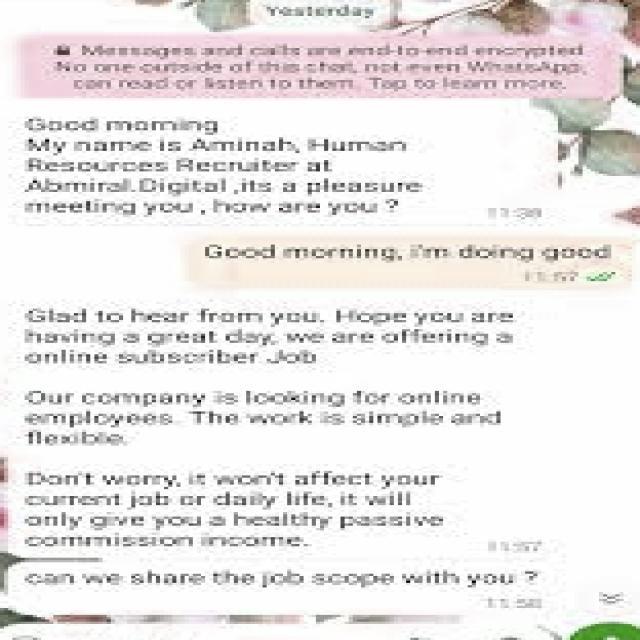 Yesterday
Messages and calls are end-to-end encrypted.
No one outside of this chat, not even WhatsApp,
can read or listen to them. Tap to learn more.
Good morning
My name is Aminah, Human
Resources Recruiter at
Abmiral.Digital ,its a pleasure
meeting you , how are you ?
11:38
Good morning, i'm doing good
11:57
Glad to hear from you. Hope you are
having a great day, we are offering a
online subscriber Job
Our company is looking for online
employees. The work is simple and
flexible.
Don't worry, it won't affect your
current job or daily life, it will
only give you a healthy passive
commission income.
11:57
can we share the job scope with you ?
11:58